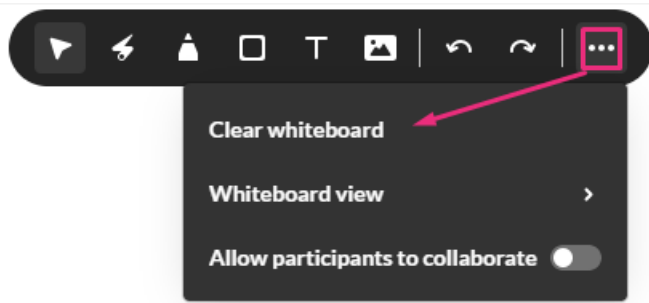 T
Clear whiteboard
Whiteboard view
Allow participants to collaborate